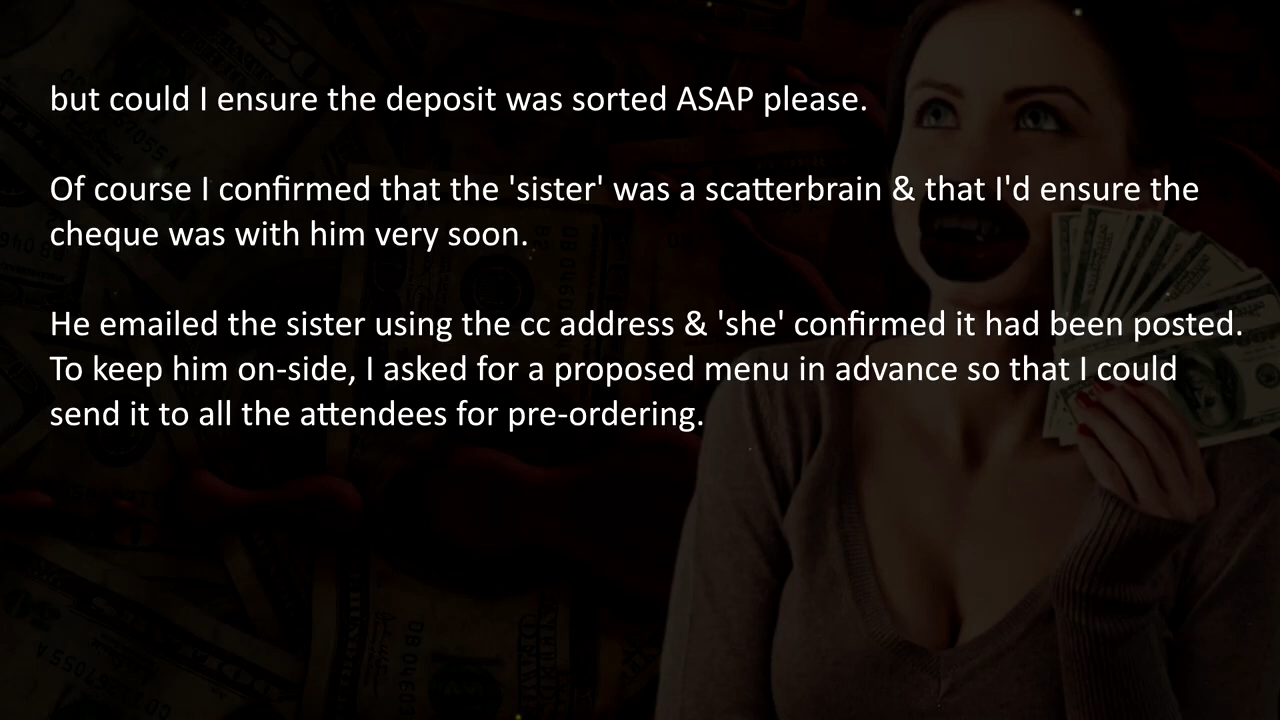 but could I ensure the deposit was sorted ASAP please.
Of course I confirmed that the 'sister' was a scatterbrain & that I'd ensure the
cheque was with him very soon.
He emailed the sister using the cc address & 'she' confirmed it had been posted.
To keep him on-side, I asked for a proposed menu in advance so that I could
send it to all the attendees for pre-ordering.